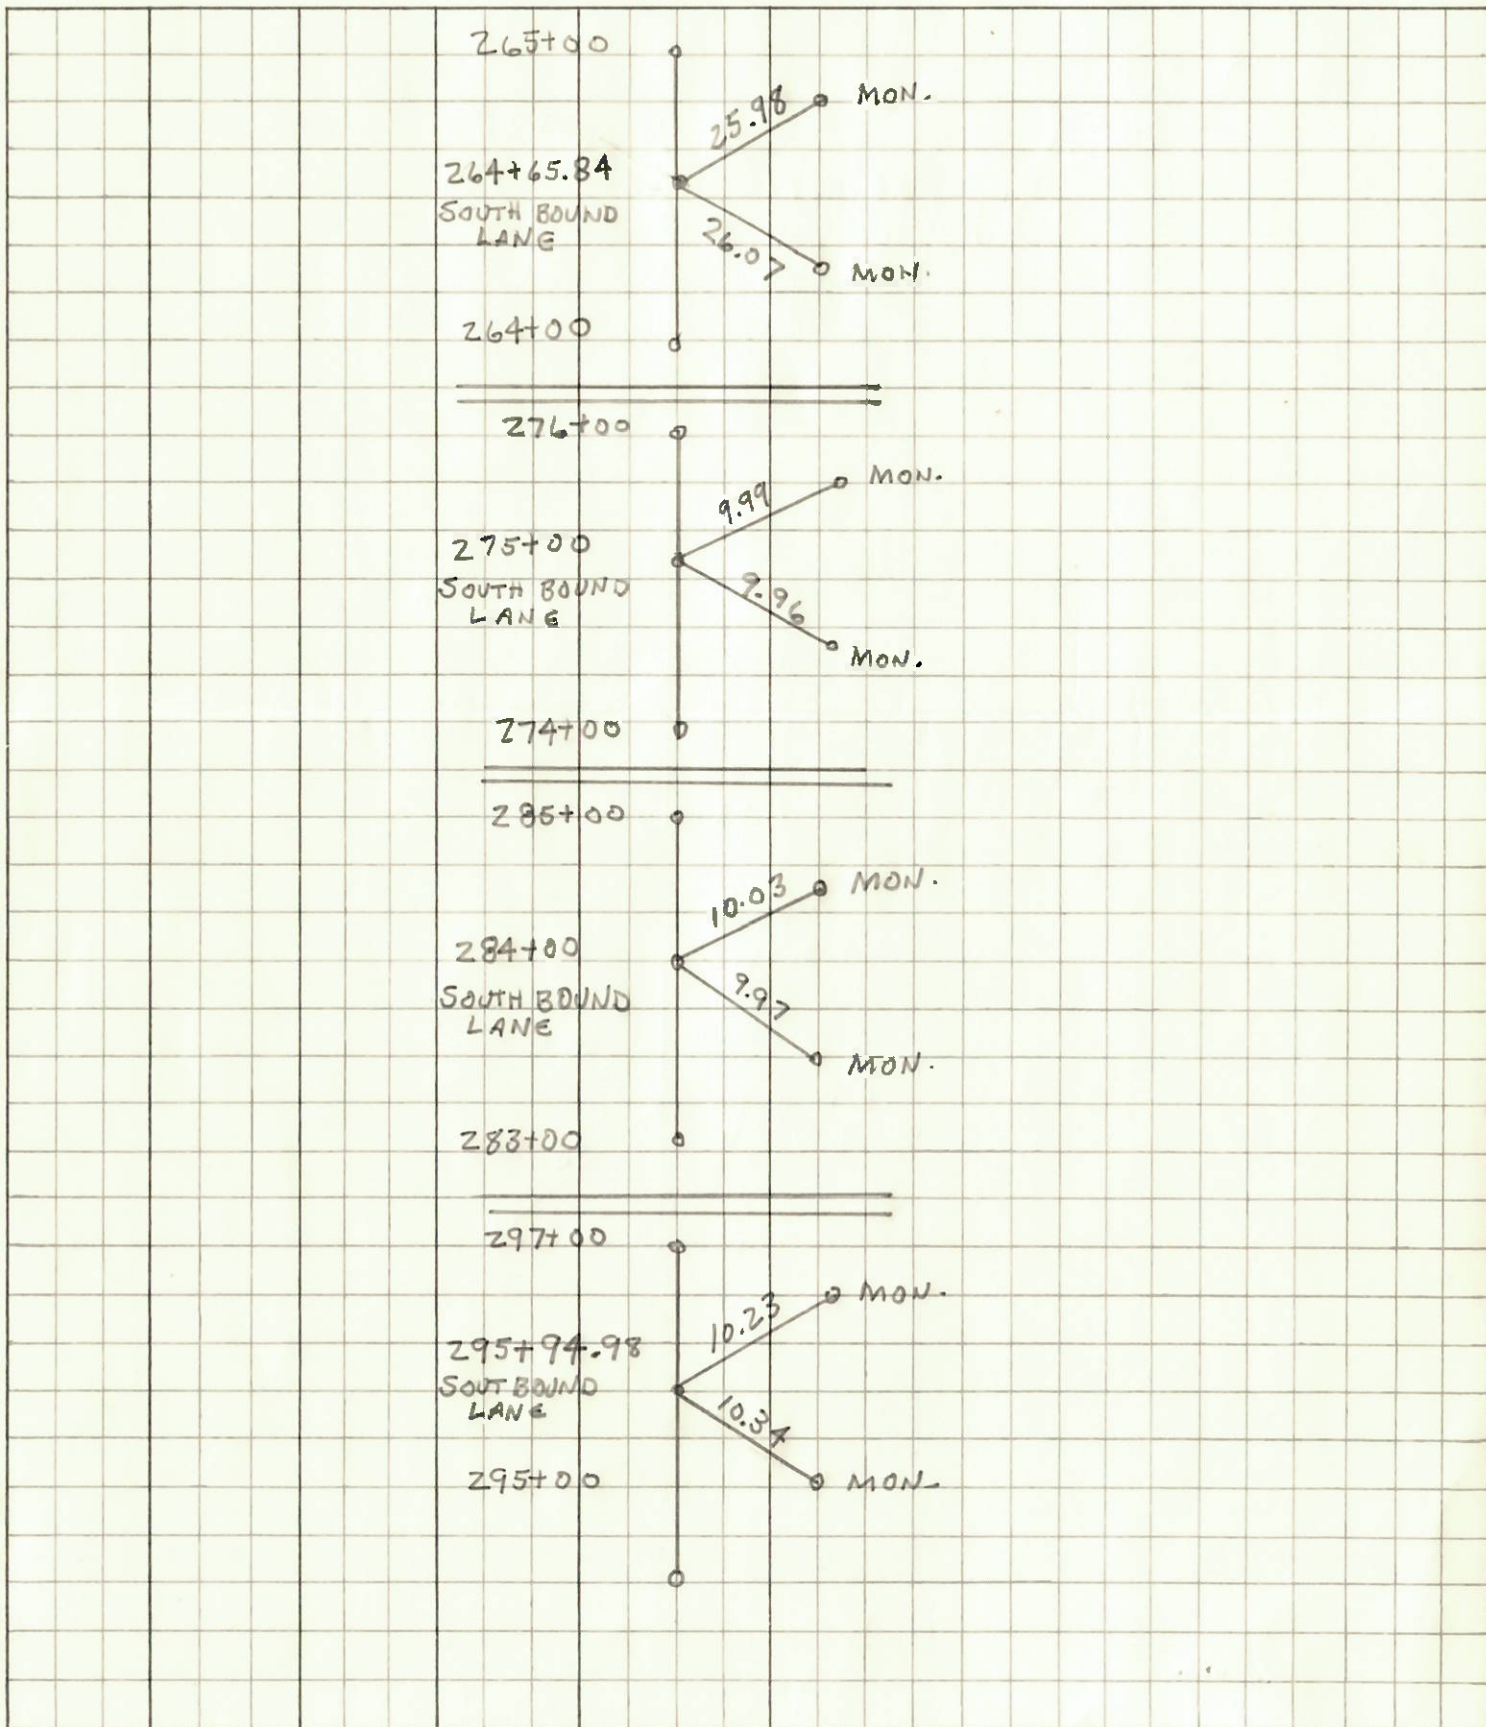 265+00
25.98 MON.
264+65.84
SOUTH BOUND
LANE
26.07 MON.
264+00
276+00
9.99 MON.
275+00
SOUTH BOUND
LANE
9.96
MON.
274+00
285+00
10.03 MON.
284+00
9.97
SOUTH BOUND
LANE
MON.
283+00
297+00
10.23 MON.
295+94.98
SOUTBOUND
LANE
10.34
295+00 MON.